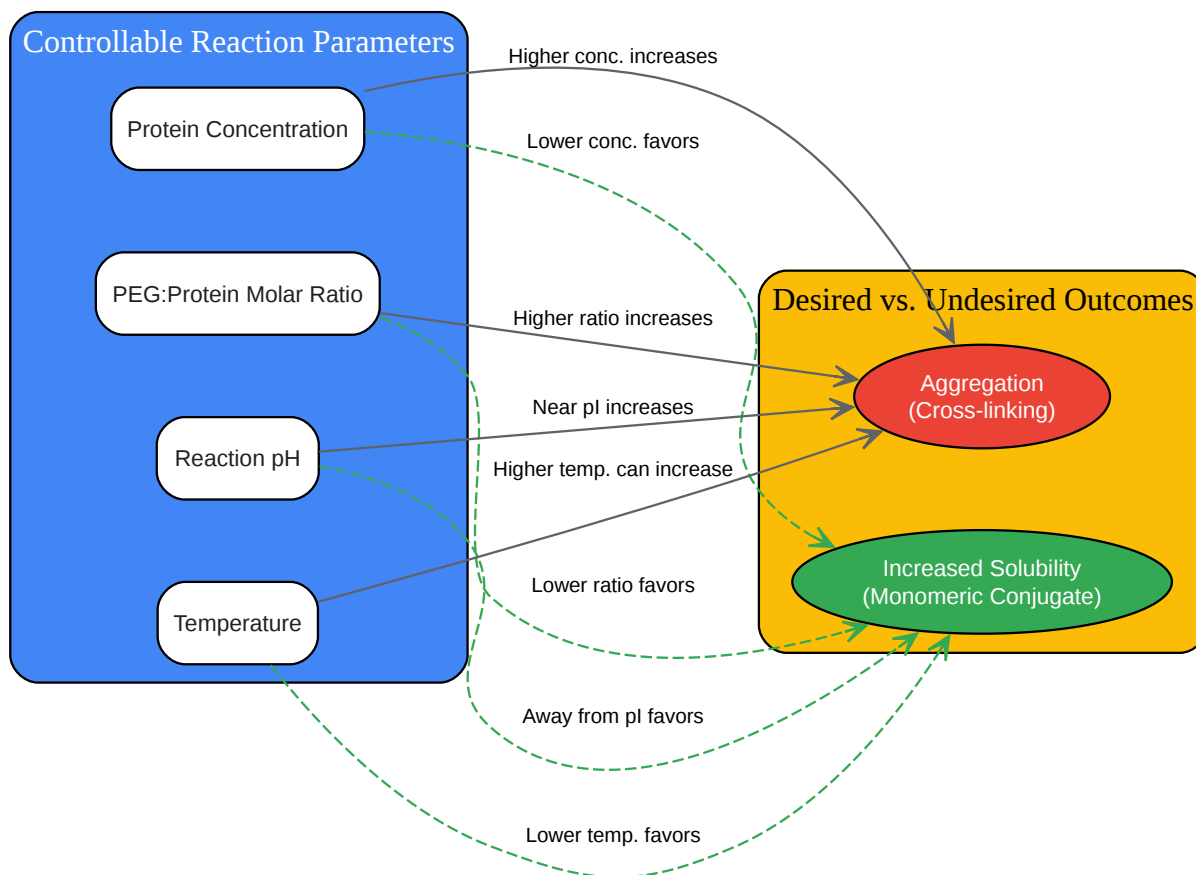 Controllable Reaction Parameters
Protein Concentration
PEG:Protein Molar Ratio
Reaction pH
Temperature
Higher conc. increases
Lower conc. favors
Higher ratio increases
Near pI increases
Higher temp. can increase
Lower ratio favors
Away from pI favors
Lower temp. favors
Desired vs. Undesired Outcomes
Aggregation
(Cross-linking)
Increased Solubility
(Monomeric Conjugate)